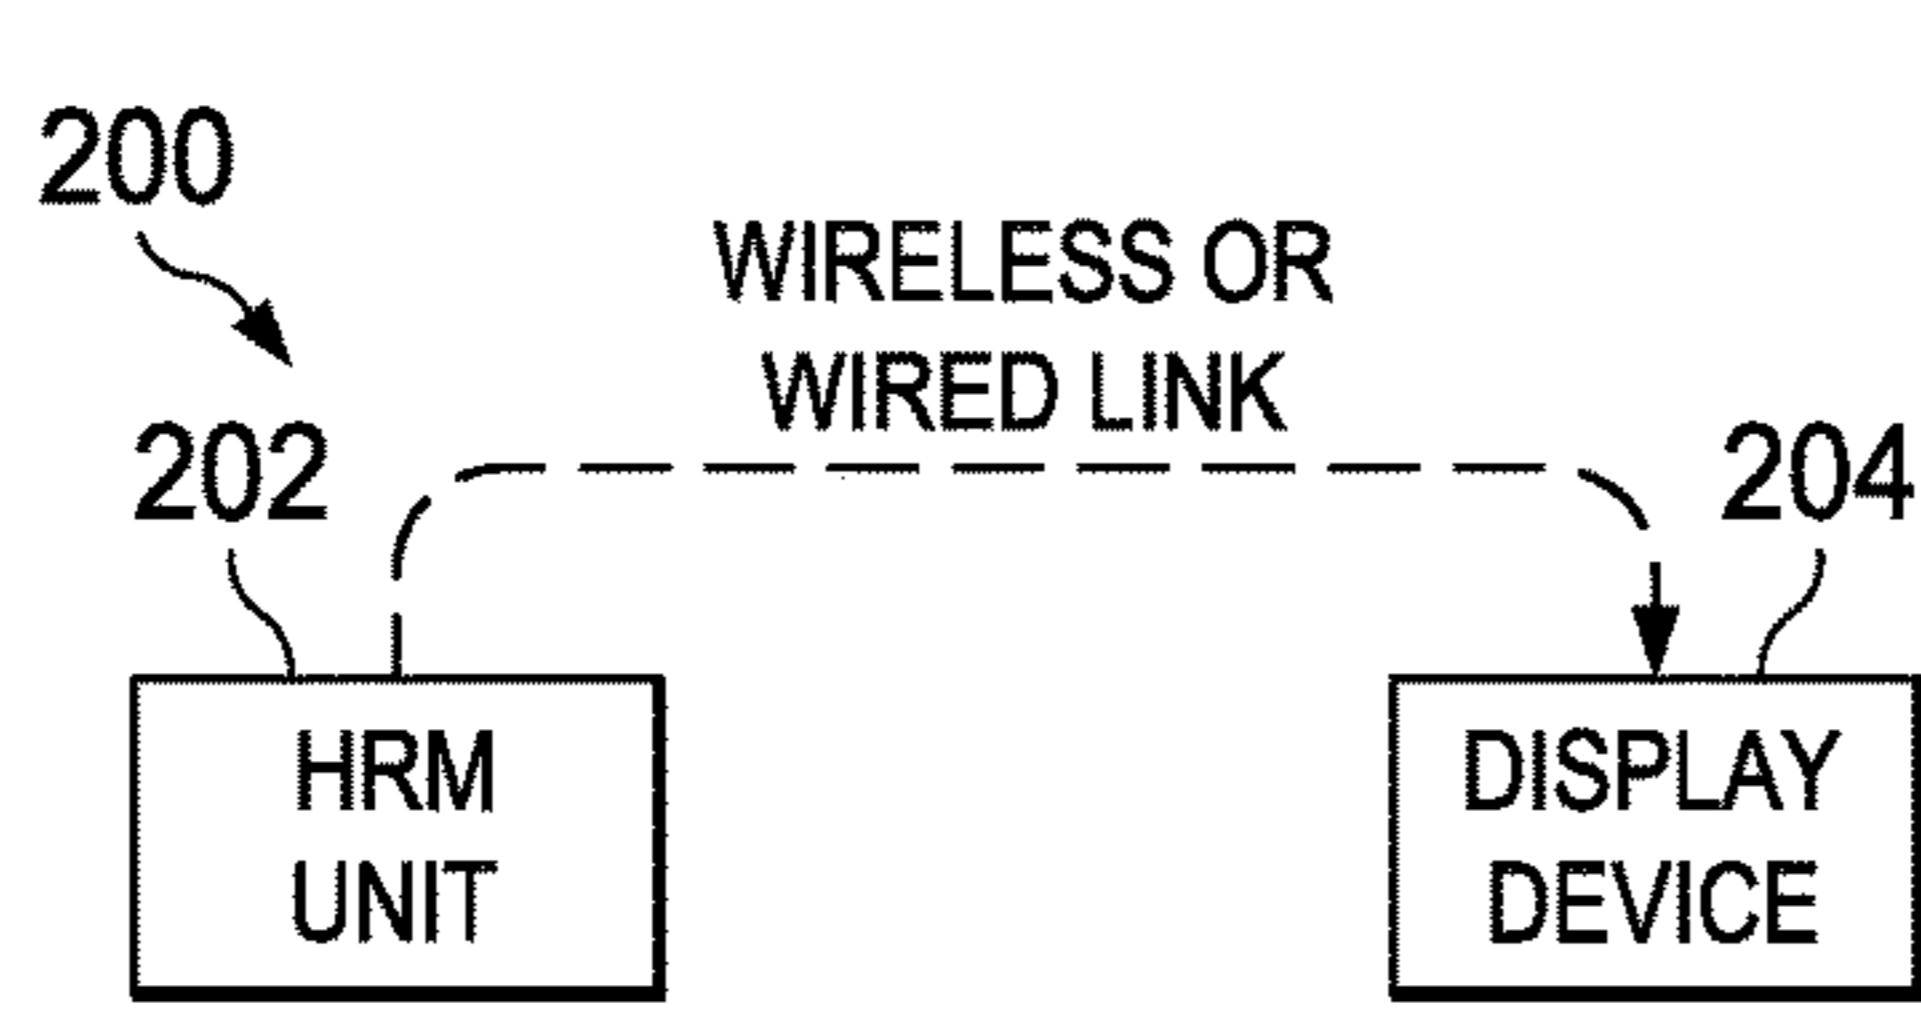 200
WIRELESS OR
WIRED LINK
202
204
HRM
UNIT
DISPLAY
DEVICE